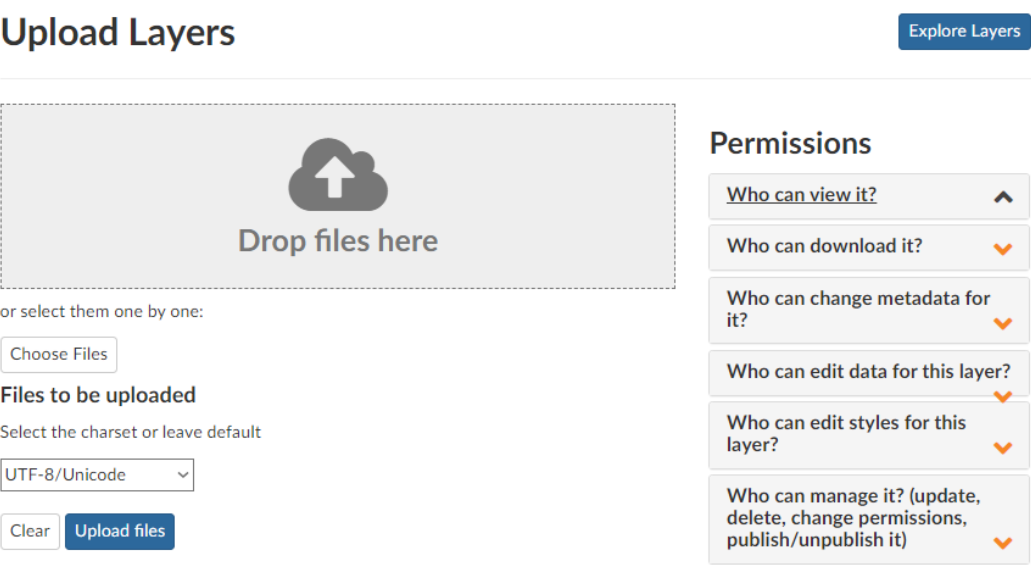 Upload Layers
Explore Layers
Drop files here
or select them one by one:
Choose Files
Files to be uploaded
Select the charset or leave default
UTF-8/Unicode
Clear
Upload files
Permissions
Who can view it?
Who can download it?
Who can change metadata for
it?
Who can edit data for this layer?
Who can edit styles for this
layer?
Who can manage it? (update,
delete, change permissions,
publish/unpublish it)